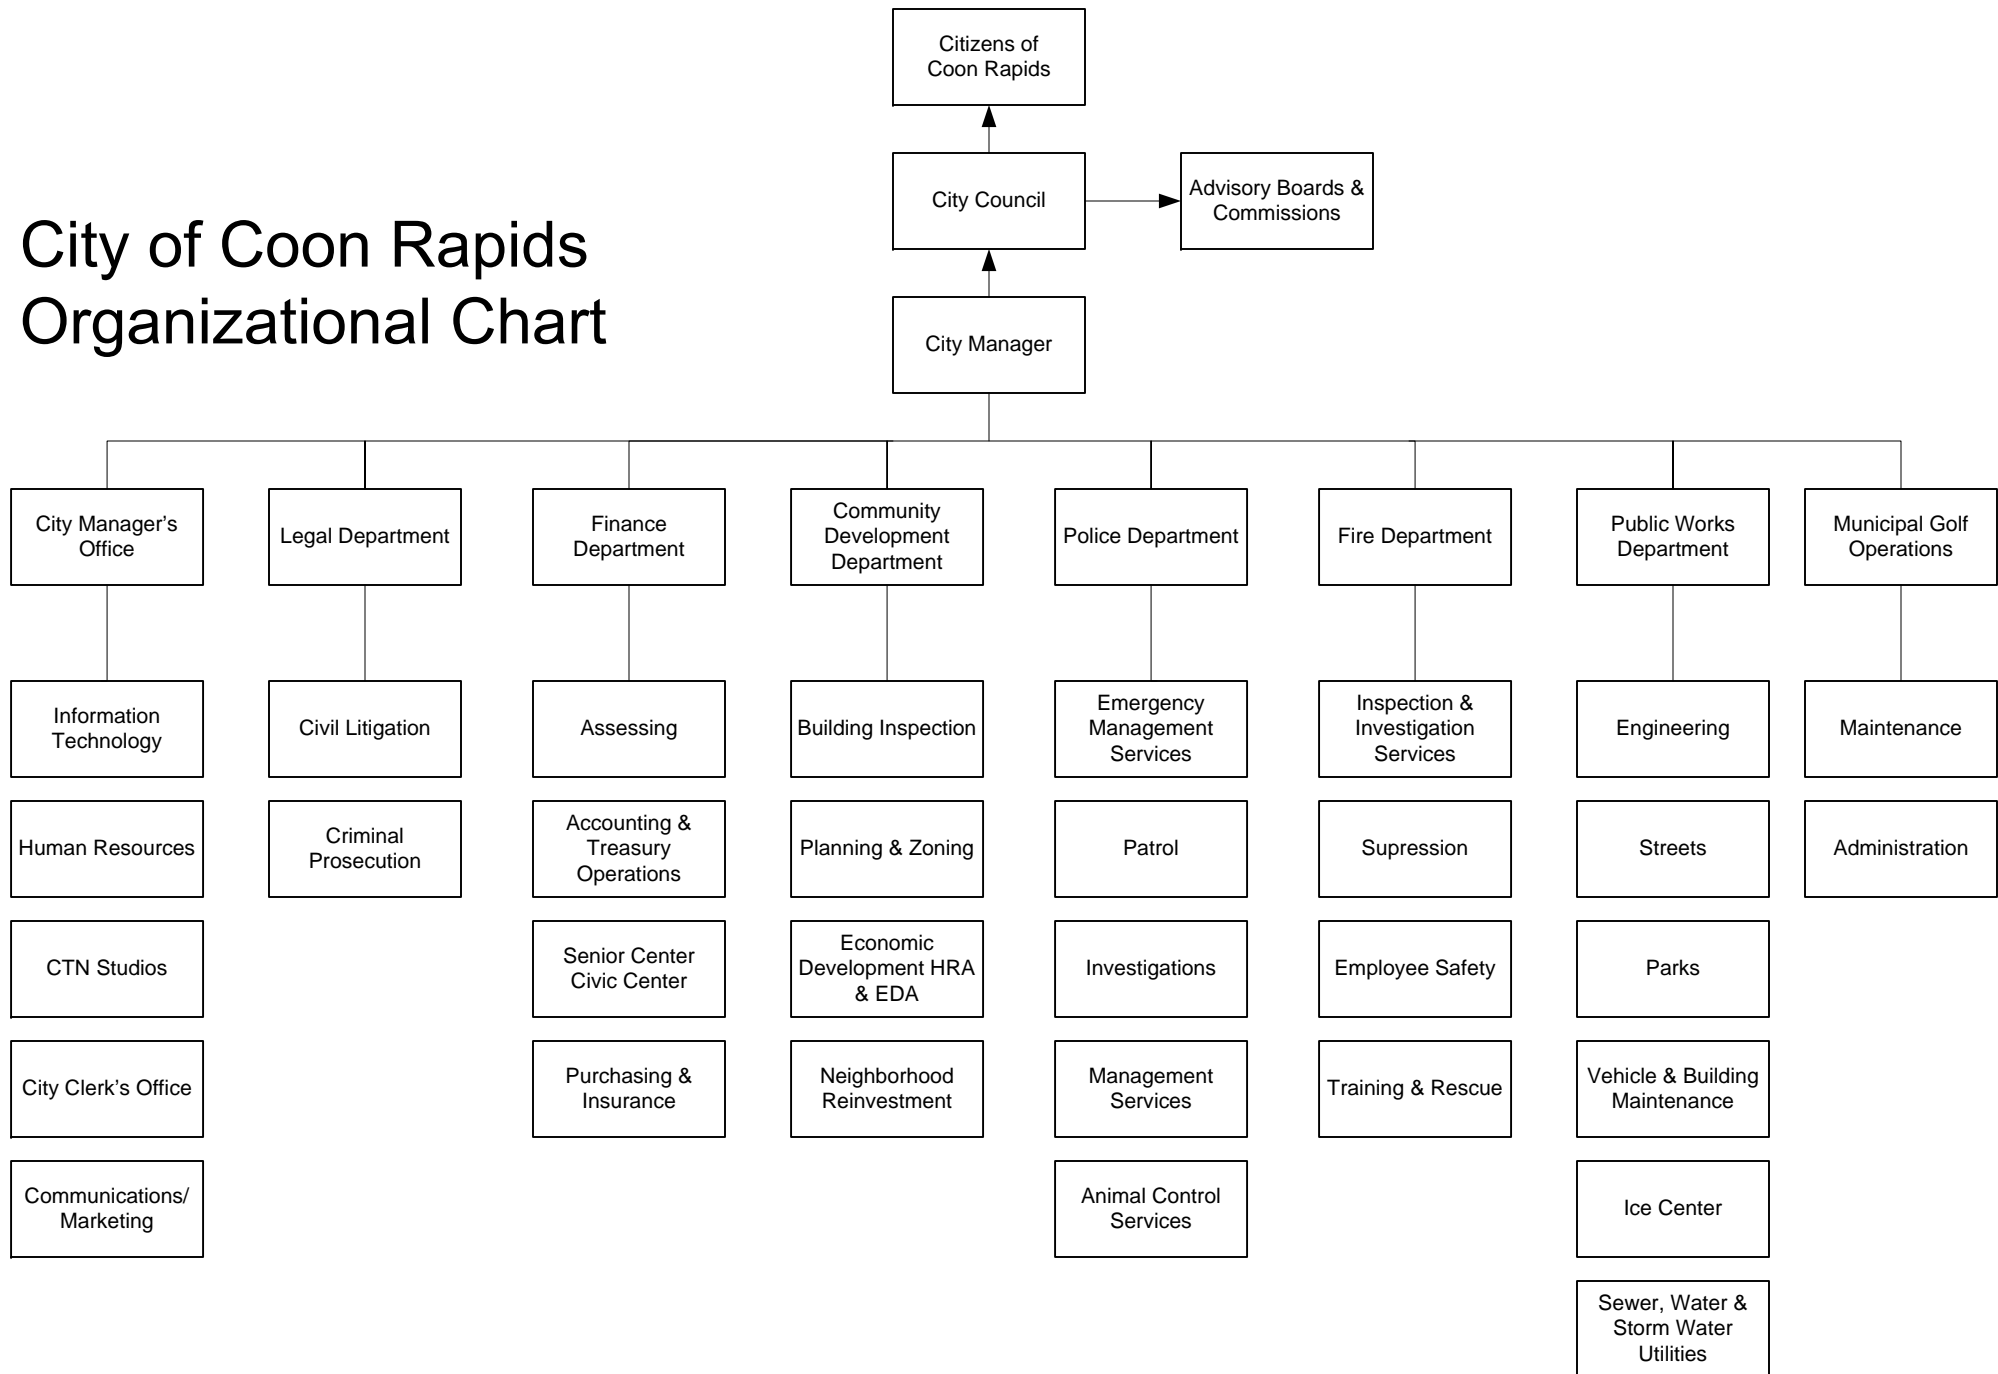 Citizens of
Coon Rapids
City Council
Advisory Boards &
Commissions
City of Coon Rapids
Organizational Chart
City Manager
City Manager’s
Office
Legal Department
Finance
Department
Community
Development
Department
Police Department
Fire Department
Public Works
Department
Municipal Golf
Operations
Information
Technology
Civil Litigation
Assessing
Building Inspection
Emergency
Management
Services
Inspection &
Investigation
Services
Engineering
Maintenance
Human Resources
Criminal
Prosecution
Accounting &
Treasury
Operations
Planning & Zoning
Patrol
Supression
Streets
Administration
CTN Studios
Senior Center
Civic Center
Economic
Development HRA
& EDA
Investigations
Employee Safety
Parks
City Clerk’s Office
Purchasing &
Insurance
Neighborhood
Reinvestment
Management
Services
Training & Rescue
Vehicle & Building
Maintenance
Communications/
Marketing
Animal Control
Services
Ice Center
Sewer, Water &
Storm Water
Utilities